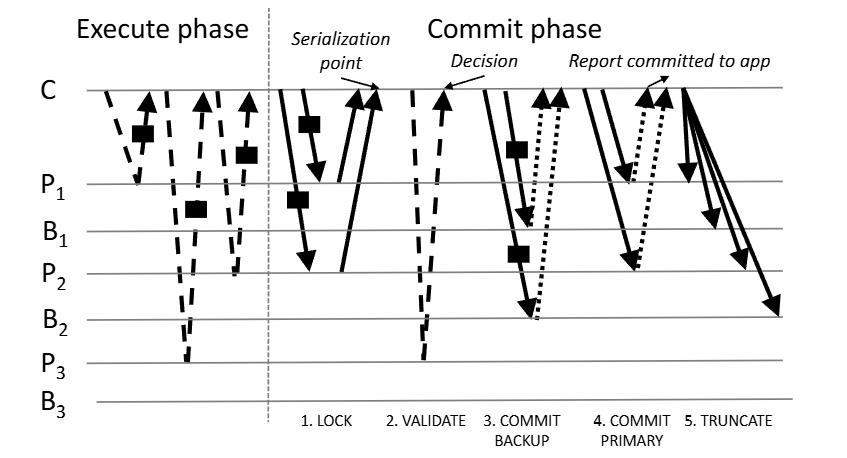 Execute phase
Commit phase
Serialization
point
Decision
Report committed to app
C
P1
B1
P2
B2
P3
B3
1. LOCK
2. VALIDATE
3. COMMIT
BACKUP
4. COMMIT
PRIMARY
5. TRUNCATE